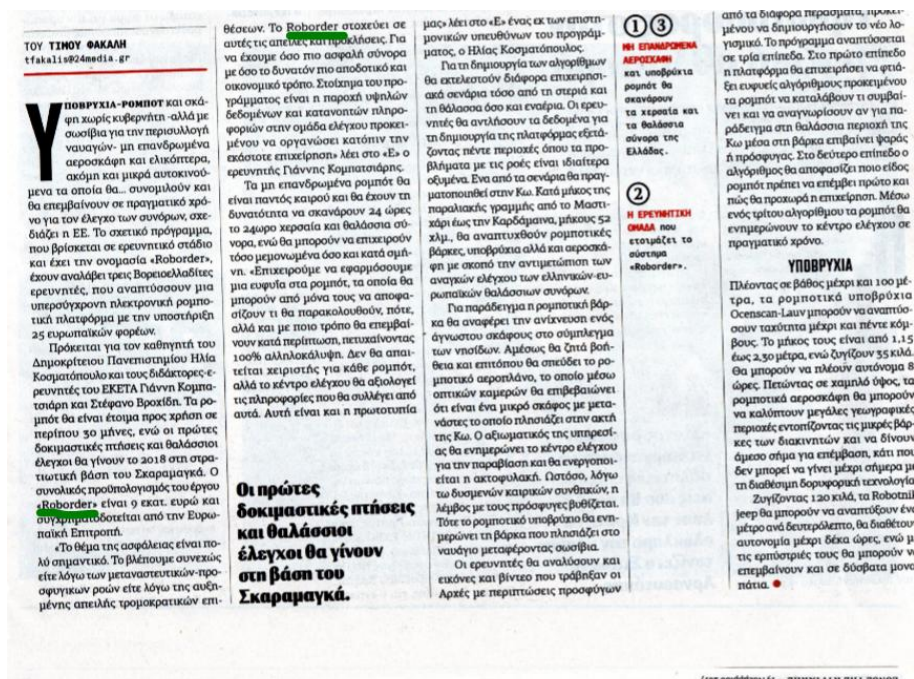 ΤΟΥ ΤΙΜΟΥ ΦΑΚΑΛΗ
tfakalis@24media.gr
ΥΠΟΒΡΥΧΙΑ-ΡΟΜΠΟΤ και σκά-
φη χωρίς κυβερνήτη -αλλά με
σωσίβια για την περισυλλογή
ναυαγών- μη επανδρωμένα
αεροσκάφη και ελικόπτερα,
ακόμη και μικρά αυτοκινού-
μενα τα οποία θα... συνομιλούν και
θα επεμβαίνουν σε πραγματικό χρό-
νο για τον έλεγχο των συνόρων, σχε-
διάζει η ΕΕ. Το σχετικό πρόγραμμα,
που βρίσκεται σε ερευνητικό στάδιο
και έχει την ονομασία «Roborder»,
έχουν αναλάβει τρεις Βορειοελλαδίτες
ερευνητές, που αναπτύσσουν μια
υπερσύγχρονη ηλεκτρονική ρομπο-
τική πλατφόρμα με την υποστήριξη
25 ευρωπαϊκών φορέων.
Πρόκειται για τον καθηγητή του
Δημοκρίτειου Πανεπιστημίου Ηλία
Κοσματόπουλο και τους διδάκτορες-ε-
ρευνητές του ΕΚΕΤΑ Γιάννη Κομπα-
τσιάρη και Στέφανο Βροχίδη. Τα ρο-
μπότ θα είναι έτοιμα προς χρήση σε
περίπου 30 μήνες, ενώ οι πρώτες
δοκιμαστικές πτήσεις και θαλάσσιοι
έλεγχοι θα γίνουν το 2018 στη στρα-
τιωτική βάση του Σκαραμαγκά. Ο
συνολικός προϋπολογισμός του έργου
«Roborder» είναι 9 εκατ. ευρώ και
συγχρηματοδοτείται από την Ευρω-
παϊκή Επιτροπή.
«Το θέμα της ασφάλειας είναι πο-
λύ σημαντικό. Το βλέπουμε συνεχώς
είτε λόγω των μεταναστευτικών-προ-
σφυγικων ροών είτε λόγω της αυξη-
μένης απειλής τρομοκρατικών επι-
θέσεων. Το Roborder στοχεύει σε
αυτές τις απειλές και προκλήσεις. Για
να έχουμε όσο πιο ασφαλή σύνορα
με όσο το δυνατόν πιο αποδοτικό και
οικονομικό τρόπο. Στοίχημα του προ-
γράμματος είναι η παροχή υψηλών
δεδομένων και κατανοητών πληρο-
φοριών στην ομάδα ελέγχου προκει-
μένου να οργανώσει κατόπιν την
εκάστοτε επιχείρηση» λέει στο «Ε» ο
ερευνητής Γιάννης Κομπατσιάρης.
Τα μη επανδρωμένα ρομπότ θα
είναι παντός καιρού και θα έχουν τη
δυνατότητα να σκανάρουν 24 ώρες
το 24ωρο χερσαία και θαλάσσια σύ-
νορα, ενώ θα μπορούν να επιχειρούν
τόσο μεμονωμένα όσο και κατά σμή-
νη. «Επιχειρούμε να εφαρμόσουμε
μια ευφυΐα στα ρομπότ, τα οποία θα
μπορούν από μόνα τους να αποφα-
σίζουν τι θα παρακολουθούν, πότε,
αλλά και με ποιο τρόπο θα επεμβαί-
νουν κατά περίπτωση, πετυχαίνοντας
100% αλληλοκάλυψη. Δεν θα απαι-
τείται χειριστής για κάθε ρομπότ,
αλλά το κέντρο ελέγχου θα αξιολογεί
τις πληροφορίες που θα συλλέγει από
αυτά. Αυτή είναι και η πρωτοτυπία
Οι πρώτες
δοκιμαστικές πτήσεις
και θαλάσσιοι
έλεγχοι θα γίνουν
στη βάση του
Σκαραμαγκά.
μας» λέει στο «Ε» ένας εκ των επιστη-
μονικών υπευθύνων του προγράμ-
ματος, ο Ηλίας Κοσματόπουλος.
Για τη δημιουργία των αλγορίθμων
θα εκτελεστούν διάφορα επιχειρησι-
ακά σενάρια τόσο από τη στεριά και
τη θάλασσα όσο και εναέρια. Οι ερευ-
νητές θα αντλήσουν τα δεδομένα για
τη δημιουργία της πλατφόρμας εξετά-
ζοντας πέντε περιοχές όπου τα προ-
βλήματα με τις ροές είναι ιδιαίτερα
οξυμένα. Ενα από τα σενάρια θα πραγ-
ματοποιηθεί στην Κω. Κατά μήκος της
παραλιακής γραμμής από το Μαστι-
χάρι έως την Καρδάμαινα, μήκους 52
χλμ., θα αναπτυχθούν ρομποτικές
βάρκες, υποβρύχια αλλά και αεροσκά-
φη με σκοπό την αντιμετώπιση των
αναγκών ελέγχου των ελληνικών-ευ-
ρωπαϊκών θαλάσσιων συνόρων.
Για παράδειγμα η ρομποτική βάρ-
κα θα αναφέρει την ανίχνευση ενός
άγνωστου σκάφους στο σύμπλεγμα
των νησίδων. Αμέσως θα ζητά βοή-
θεια και επιτόπου θα σπεύδει το ρο-
μποτικό αεροπλάνο, το οποίο μέσω
οπτικών καμερών θα επιβεβαιώνει
ότι είναι ένα μικρό σκάφος με μετα-
νάστες το οποίο πλησιάζει στην ακτή
της Κω. Ο αξιωματικός της υπηρεσί-
ας θα ενημερώνει το κέντρο ελέγχου
για την παραβίαση και θα ενεργοποι-
είται η ακτοφυλακή. Ωστόσο, λόγω
των δυσμενών καιρικών συνθηκών, η
λέμβος με τους πρόσφυγες βυθίζεται.
Τότε το ρομποτικό υποβρύχιο θα ενη-
μερώνει τη βάρκα που πλησιάζει στο
ναυάγιο μεταφέροντας σωσίβια.
Οι ερευνητές θα αναλύσουν και
εικόνες και βίντεο που τράβηξαν οι
Αρχές με περιπτώσεις προσφύγων
1 3
ΜΗ ΕΠΑΝΔΡΩΜΕΝΑ
ΑΕΡΟΣΚΑΦΗ
και υποβρύχια
ρομπότ θα
σκανάρουν
τα χερσαία και
τα θαλάσσια
σύνορα της
Ελλάδας.
2
Η ΕΡΕΥΝΗΤΙΚΗ
ΟΜΑΔΑ που
ετοιμάζει το
σύστημα
«Roborder».
από τα διάφορα περάσματα, προκει-
μένου να δημιουργήσουν το νέο λο-
γισμικό. Το πρόγραμμα αναπτύσσεται
σε τρία επίπεδα. Στο πρώτο επίπεδο
η πλατφόρμα θα επιχειρήσει να φτιά-
ξει ευφυείς αλγόριθμους προκειμένου
τα ρομπότ να καταλάβουν τι συμβαί-
νει και να αναγνωρίσουν αν για πα-
ράδειγμα στη θαλάσσια περιοχή της
Κω μέσα στη βάρκα επιβαίνει ψαράς
ή πρόσφυγας. Στο δεύτερο επίπεδο ο
αλγόριθμος θα αποφασίζει ποιο είδος
ρομπότ πρέπει να επέμβει πρώτο και
πώς θα προχωρά η επιχείρηση. Μέσω
ενός τρίτου αλγορίθμου τα ρομπότ θα
ενημερώνουν το κέντρο ελέγχου σε
πραγματικό χρόνο.
ΥΠΟΒΡΥΧΙΑ
Πλέοντας σε βάθος μέχρι και 100 μέ-
τρα, τα ρομποτικά υποβρύχια
Ocenscan-Lauv μπορούν να αναπτύσ-
σουν ταχύτητα μέχρι και πέντε κόμ-
βους. Το μήκος τους είναι από 1,15
έως 2,30 μέτρα, ενώ ζυγίζουν 35 κιλά.
Θα μπορούν να πλέουν αυτόνομα 8
ώρες. Πετώντας σε χαμηλό ύψος, τα
ρομποτικά αεροσκάφη θα μπορούν
να καλύπτουν μεγάλες γεωγραφικές
περιοχές εντοπίζοντας τις μικρές βάρ-
κες των διακινητών και να δίνουν
άμεσο σήμα για επέμβαση, κάτι που
δεν μπορεί να γίνει μέχρι σήμερα με
τη διαθέσιμη δορυφορική τεχνολογία
Ζυγίζοντας 120 κιλά, τα Robotnik
jeep θα μπορούν να αναπτύξουν ένα
μέτρο ανά δευτερόλεπτο, θα διαθέτουν
αυτονομία μέχρι δέκα ώρες, ενώ με
τις ερπύστριές τους θα μπορούν να
επεμβαίνουν και σε δύσβατα μονο-
πάτια.